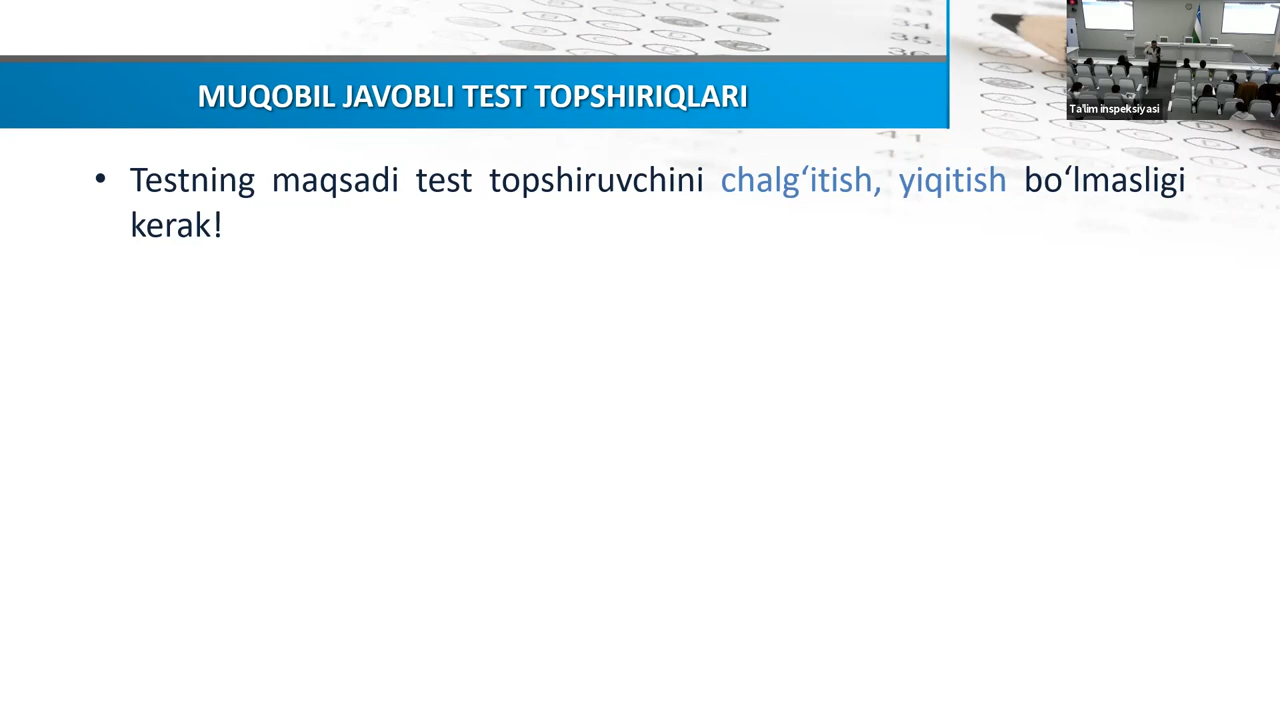 MUQOBIL JAVOBLI TEST TOPSHIRIQLARI
Ta'lim inspeksiyasi
• Testning maqsadi test topshiruvchini chalg‘itish, yiqitish bo‘lmasligi
kerak!